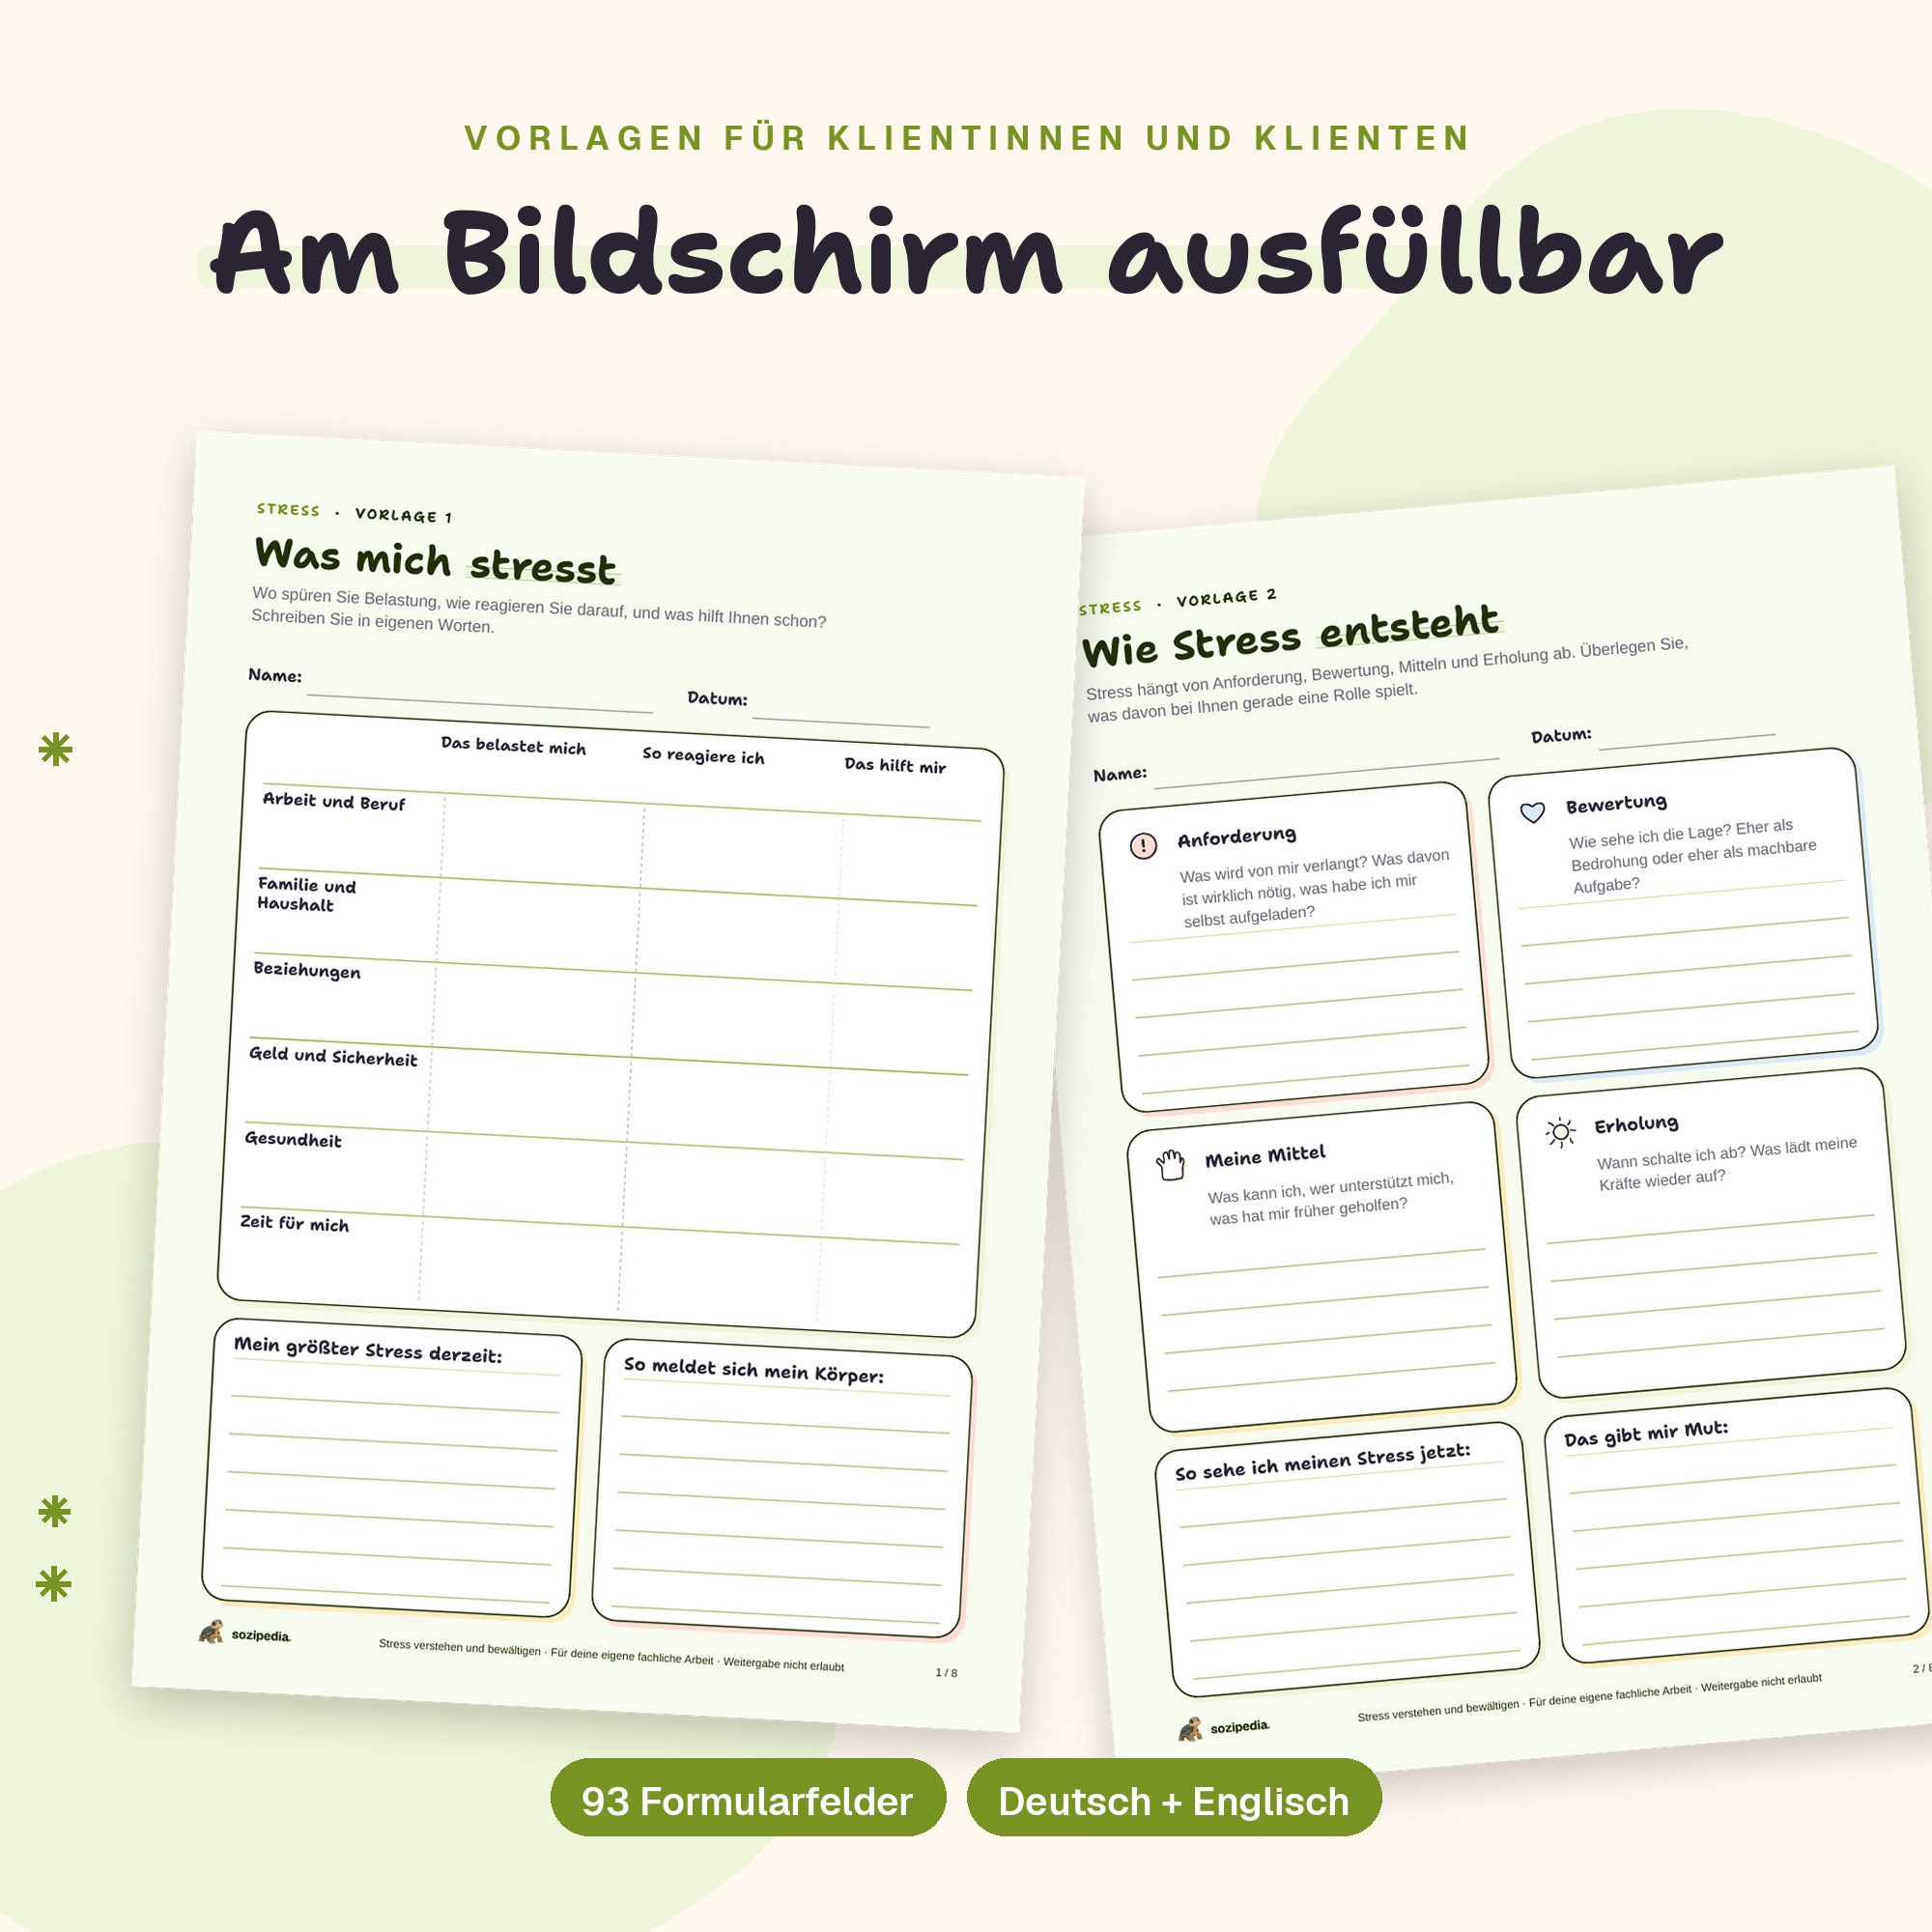 VORLAGEN FÜR KLIENTINNEN UND KLIENTEN
Am Bildschirm ausfüllbar
STRESS · VORLAGE 1
Was mich stresst
Wo spüren Sie Belastung, wie reagieren Sie darauf, und was hilft Ihnen schon?
Schreiben Sie in eigenen Worten.
Name:
Datum:
Das belastet mich
So reagiere ich
Das hilft mir
Arbeit und Beruf
Familie und
Haushalt
Beziehungen
Geld und Sicherheit
Gesundheit
Zeit für mich
Mein größter Stress derzeit:
So meldet sich mein Körper:
sozipedia.
Stress verstehen und bewältigen · Für deine eigene fachliche Arbeit · Weitergabe nicht erlaubt
1 / 8
STRESS · VORLAGE 2
Wie Stress entsteht
Stress hängt von Anforderung, Bewertung, Mitteln und Erholung ab. Überlegen Sie,
was davon bei Ihnen gerade eine Rolle spielt.
Name:
Datum:
Anforderung
Was wird von mir verlangt? Was davon
ist wirklich nötig, was habe ich mir
selbst aufgeladen?
Bewertung
Wie sehe ich die Lage? Eher als
Bedrohung oder eher als machbare
Aufgabe?
Meine Mittel
Was kann ich, wer unterstützt mich,
was hat mir früher geholfen?
Erholung
Wann schalte ich ab? Was lädt meine
Kräfte wieder auf?
So sehe ich meinen Stress jetzt:
Das gibt mir Mut:
sozipedia.
Stress verstehen und bewältigen · Für deine eigene fachliche Arbeit · Weitergabe nicht erlaubt
2 / 8
93 Formularfelder
Deutsch + Englisch